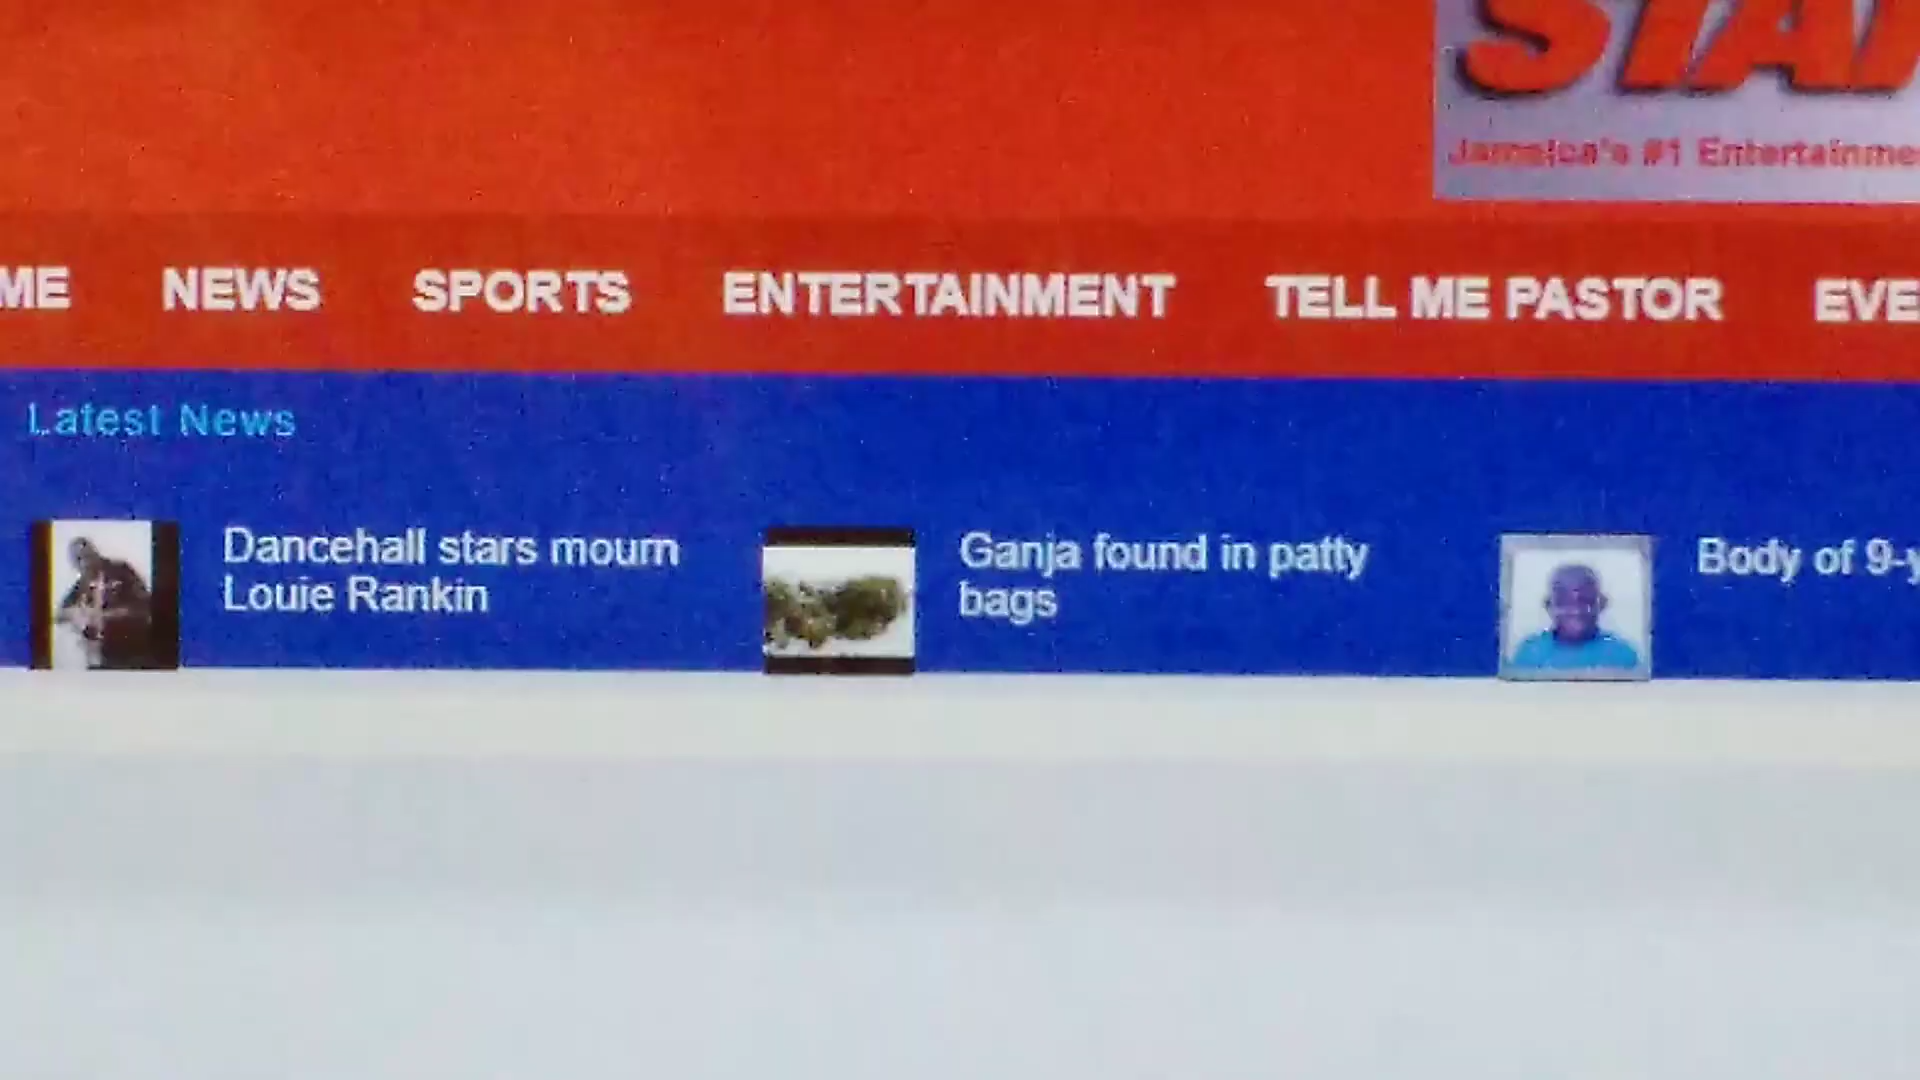 STAR
Jamaica's #1 Entertainme
ME NEWS SPORTS ENTERTAINMENT TELL ME PASTOR EVE
Latest News
Dancehall stars mourn
Louie Rankin
Ganja found in patty
bags
Body of 9-y